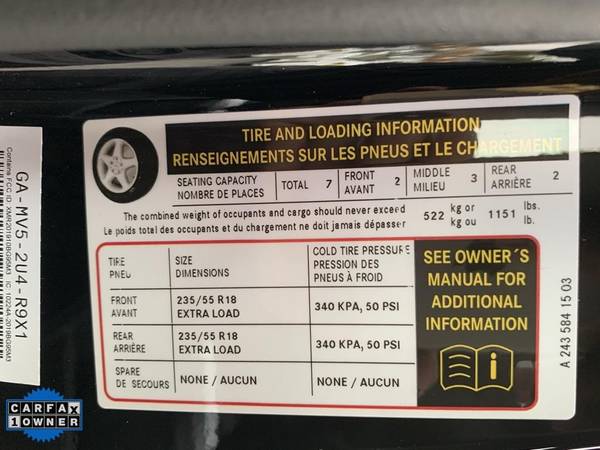 TIRE AND LOADING INFORMATION
RENSEIGNEMENTS SUR LES PNEUS ET LE CHARGEMENT
SEATING CAPACITY
NOMBRE DE PLACES
TOTAL 7
FRONT
AVANT 2
MIDDLE
MILIEU 3
REAR
ARRIÈRE 2
The combined weight of occupants and cargo should never exceed
Le poids total des occupants et du chargement ne doit jamais dépasser
522 kg or
kg ou 1151 lbs.
lb.
TIRE
PNEU
SIZE
DIMENSIONS
COLD TIRE PRESSURE
PRESSION DES
PNEUS À FROID
FRONT
AVANT
235/55 R18
EXTRA LOAD
340 KPA, 50 PSI
REAR
ARRIÈRE
235/55 R18
EXTRA LOAD
340 KPA, 50 PSI
SPARE
DE SECOURS
NONE / AUCUN
NONE / AUCUN
SEE OWNER´S
MANUAL FOR
ADDITIONAL
INFORMATION
A 243 584 15 03
GA-MV5-2U4-R9X1
CARFAX
1 OWNER